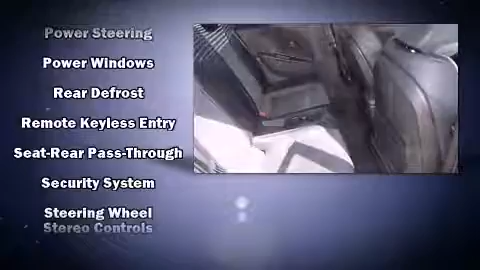 Power Steering
Power Windows
Rear Defrost
Remote Keyless Entry
Seat-Rear Pass-Through
Security System
Steering Wheel
Stereo Controls